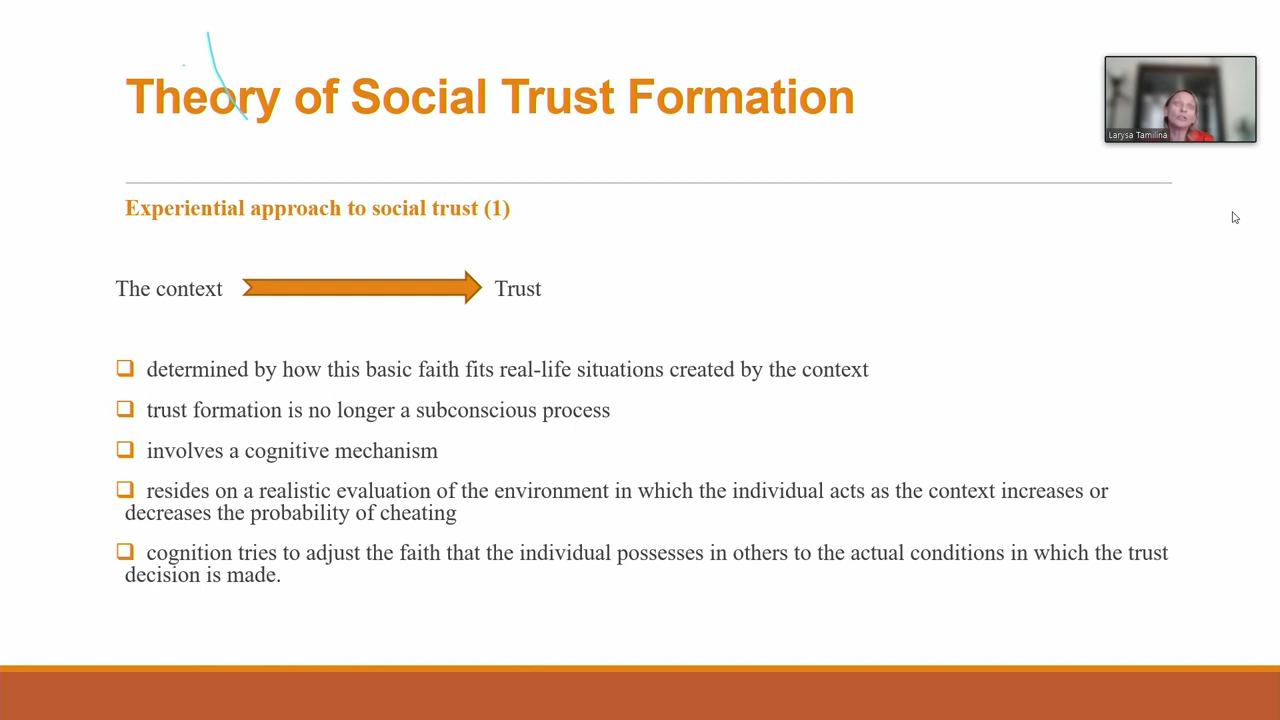 Theory of Social Trust Formation
Larysa Tamilina
Experiential approach to social trust (1)
The context
Trust
❑ determined by how this basic faith fits real-life situations created by the context
❑ trust formation is no longer a subconscious process
❑ involves a cognitive mechanism
❑ resides on a realistic evaluation of the environment in which the individual acts as the context increases or
decreases the probability of cheating
❑ cognition tries to adjust the faith that the individual possesses in others to the actual conditions in which the trust
decision is made.